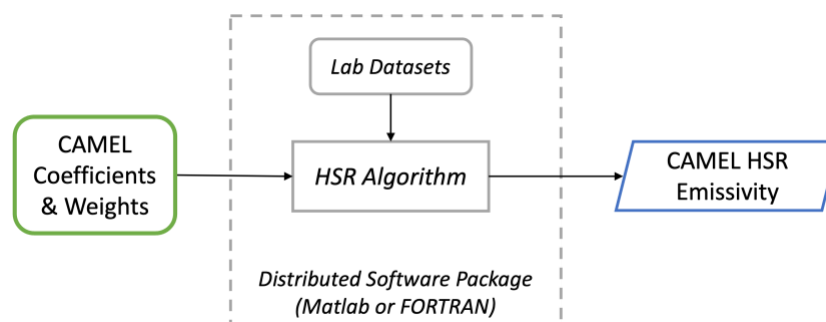 Lab Datasets
CAMEL
Coefficients
& Weights
HSR Algorithm
CAMEL HSR
Emissivity
Distributed Software Package
(Matlab or FORTRAN)